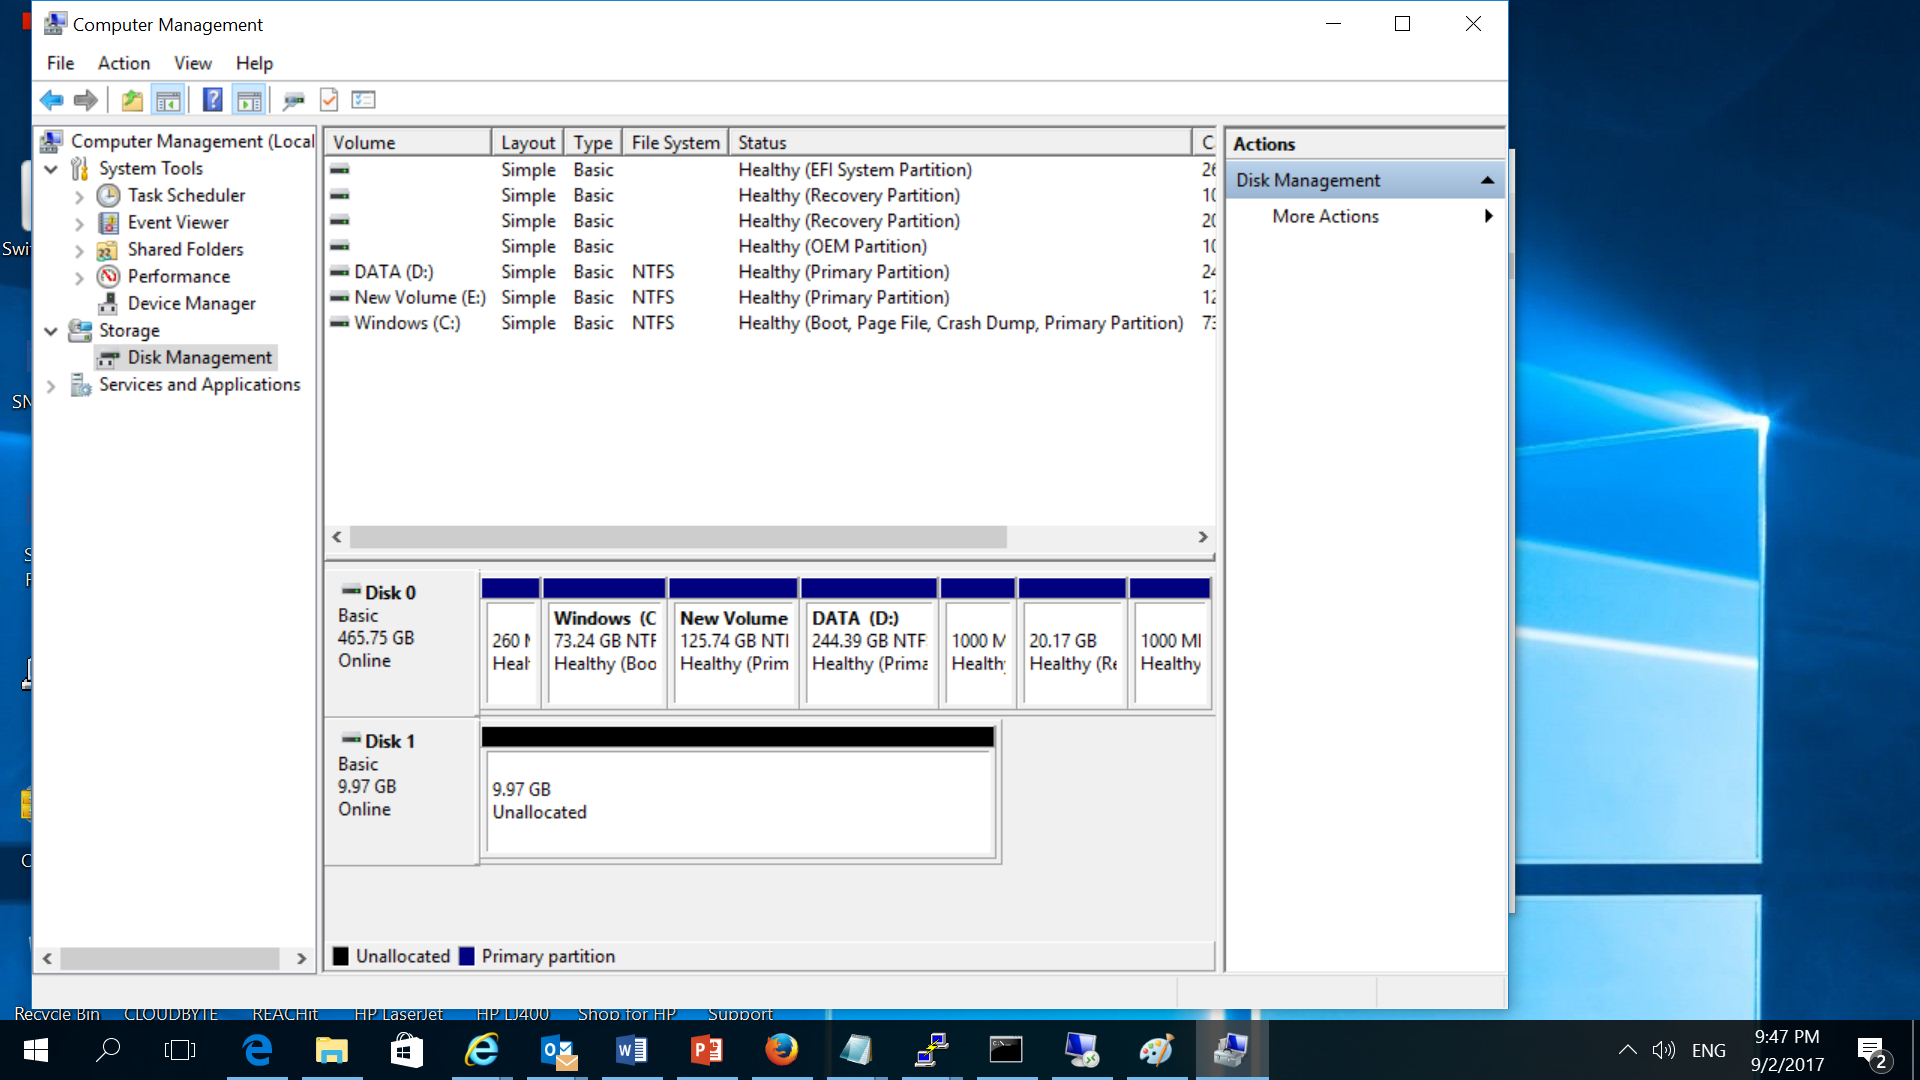 Computer Management
File Action View Help
Computer Management (Local
System Tools
Task Scheduler
Event Viewer
Shared Folders
Performance
Device Manager
Storage
Disk Management
Services and Applications
Volume Layout Type File System Status C
Simple Basic Healthy (EFI System Partition) 26
Simple Basic Healthy (Recovery Partition) 10
Simple Basic Healthy (Recovery Partition) 20
Simple Basic Healthy (OEM Partition) 10
DATA (D:) Simple Basic NTFS Healthy (Primary Partition) 24
New Volume (E:) Simple Basic NTFS Healthy (Primary Partition) 12
Windows (C:) Simple Basic NTFS Healthy (Boot, Page File, Crash Dump, Primary Partition) 73
Disk 0
Basic
465.75 GB
Online
260 M
Healt
Windows (C
73.24 GB NTF
Healthy (Boo
New Volume
125.74 GB NTI
Healthy (Prim
DATA (D:)
244.39 GB NTF
Healthy (Prima
1000 M
Healthy
20.17 GB
Healthy (Re
1000 MI
Healthy
Disk 1
Basic
9.97 GB
Online
9.97 GB
Unallocated
Unallocated Primary partition
Actions
Disk Management
More Actions
Swi
SN
S
F
C
Recycle Bin CLOUDBYTE REACHit HP LaserJet HP LJ400 Shop for HP Support
ENG
9:47 PM
9/2/2017
2